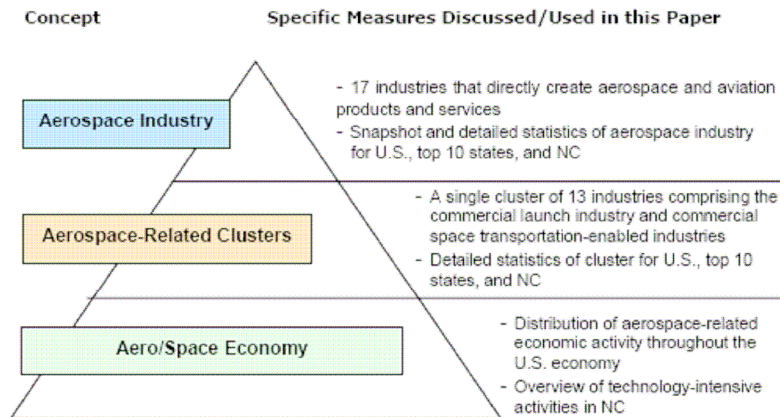 Concept
Specific Measures Discussed/Used in this Paper
Aerospace Industry
- 17 industries that directly create aerospace and aviation
products and services
- Snapshot and detailed statistics of aerospace industry
for U.S., top 10 states, and NC
Aerospace-Related Clusters
- A single cluster of 13 industries comprising the
commercial launch industry and commercial
space transportation-enabled industries
- Detailed statistics of cluster for U.S., top 10
states, and NC
Aero/Space Economy
- Distribution of aerospace-related
economic activity throughout the
U.S. economy
- Overview of technology-intensive
activities in NC